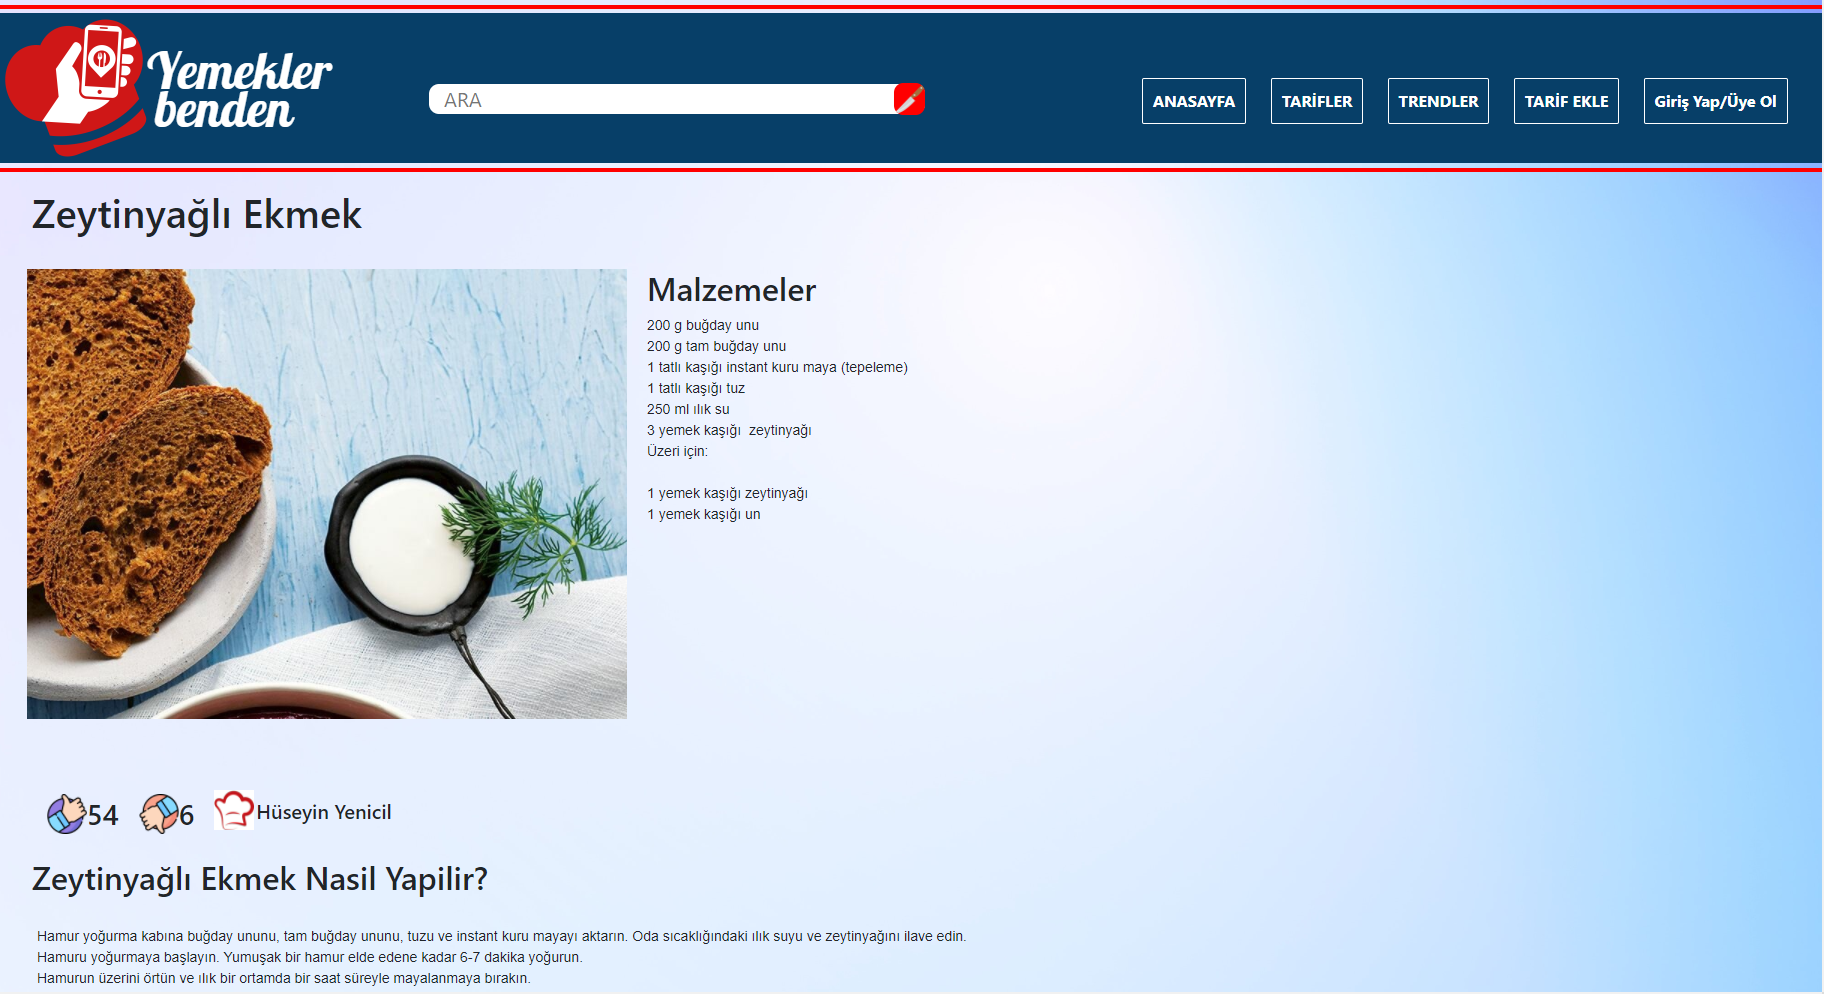 Yemekler
benden
ARA
ANASAYFA
TARİFLER
TRENDLER
TARİF EKLE
Giriş Yap/Üye Ol
Zeytinyağlı Ekmek
Malzemeler
200 g buğday unu
200 g tam buğday unu
1 tatlı kaşığı instant kuru maya (tepeleme)
1 tatlı kaşığı tuz
250 ml ılık su
3 yemek kaşığı  zeytinyağı
Üzeri için:
1 yemek kaşığı zeytinyağı
1 yemek kaşığı un
54
6
Hüseyin Yenicil
Zeytinyağlı Ekmek Nasil Yapilir?
Hamur yoğurma kabına buğday ununu, tam buğday ununu, tuzu ve instant kuru mayayı aktarın. Oda sıcaklığındaki ılık suyu ve zeytinyağını ilave edin.
Hamuru yoğurmaya başlayın. Yumuşak bir hamur elde edene kadar 6-7 dakika yoğurun.
Hamurun üzerini örtün ve ılık bir ortamda bir saat süreyle mayalanmaya bırakın.